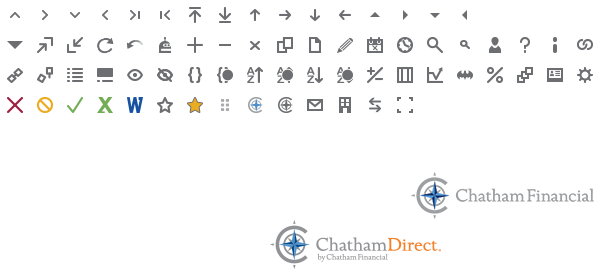 {} {
A Z A Z A Z A Z
X W
Chatham Financial
ChathamDirect.
by Chatham Financial